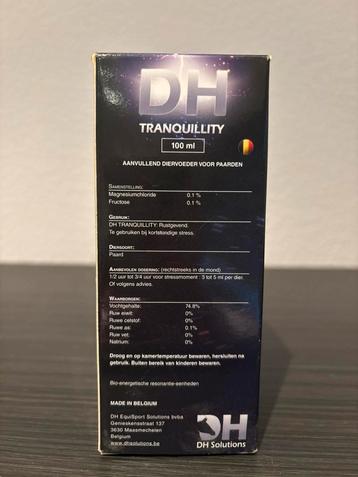 DH
TRANQUILLITY
100 ml
AANVULLEND DIERVOEDER VOOR PAARDEN
SAMENSTELLING:
Magnesiumchloride 0.1 %
Fructose 0.1 %
GEBRUIK:
DH TRANQUILITY: Rustgevend.
Te gebruiken bij kortstondige stress.
DIERSOORT:
Paard
AANBEVOLEN DOSERING: (rechtstreeks in de mond)
1/2 uur tot 3/4 uur voor stressmoment : 3 tot 5 ml per dier.
Of volgens advies.
WAARBORGEN:
Vochtgehalte: 74.8%
Ruw eiwit: 0%
Ruwe celstof: 0%
Ruwe as: 0.1%
Ruw vet: 0%
Natrium: 0%
Droog en op kamertemperatuur bewaren, hersluiten na
gebruik. Buiten bereik van kinderen bewaren.
Bio-energetische resonantie-eenheden
MADE IN BELGIUM
DH EquiSport Solutions bvba
Genieskensstraat 137
3630 Maasmechelen
Belgium
www.dhsolutions.be
DH
DH Solutions